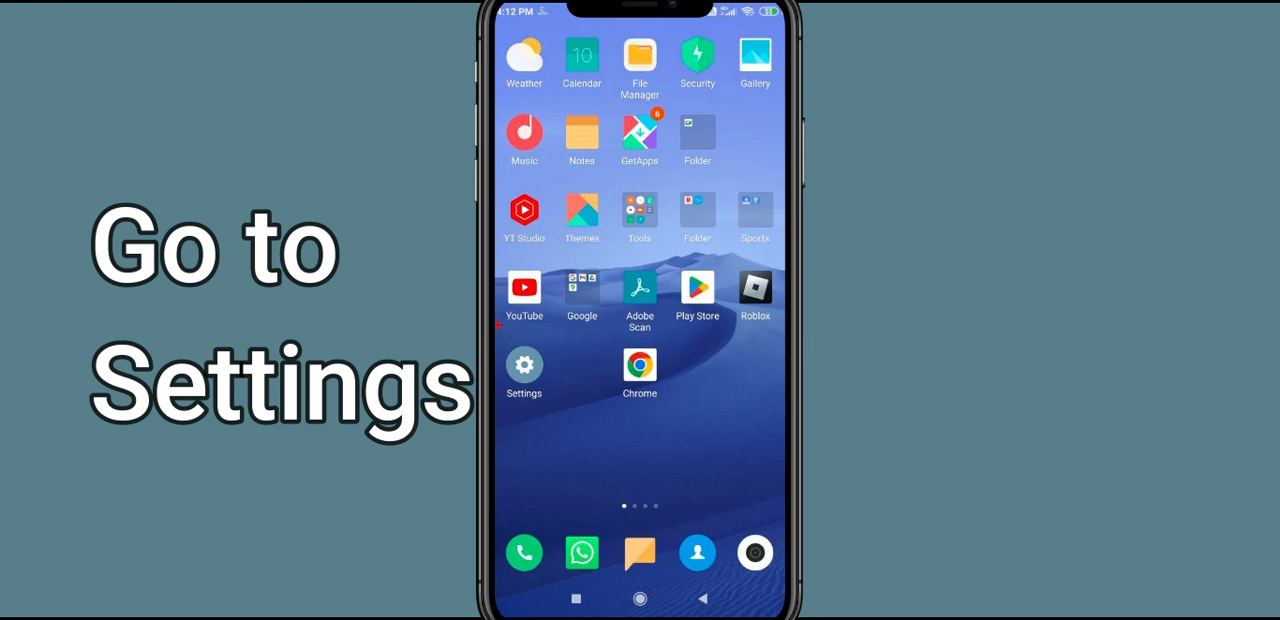 4:12 PM
55
10
Weather
Calendar
File
Manager
Security
Gallery
6
Music
Notes
GetApps
Folder
YT Studio
Themes
Tools
Folder
Sports
YouTube
Google
Adobe
Scan
Play Store
Roblox
Settings
Chrome
Go to
Settings